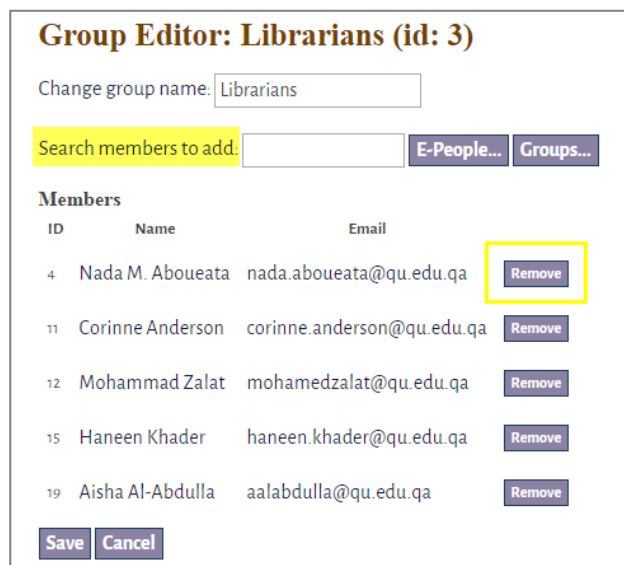 Group Editor: Librarians (id: 3)
Change group name: Librarians
Search members to add: E-People... Groups...
Members
ID Name Email
4 Nada M. Aboueata nada.aboueata@qu.edu.qa Remove
11 Corinne Anderson corinne.anderson@qu.edu.qa Remove
12 Mohammad Zalat mohamedzalat@qu.edu.qa Remove
15 Haneen Khader haneen.khader@qu.edu.qa Remove
19 Aisha Al-Abdulla aalabdulla@qu.edu.qa Remove
Save Cancel